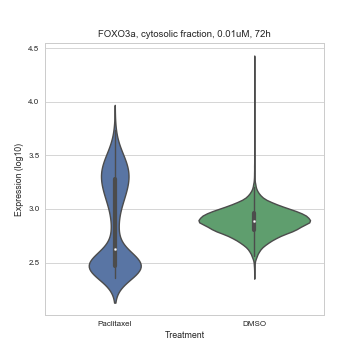 FOXO3a, cytosolic fraction, 0.01uM, 72h
4.5
4.0
3.5
3.0
2.5
Expression (log10)
Paclitaxel
DMSO
Treatment